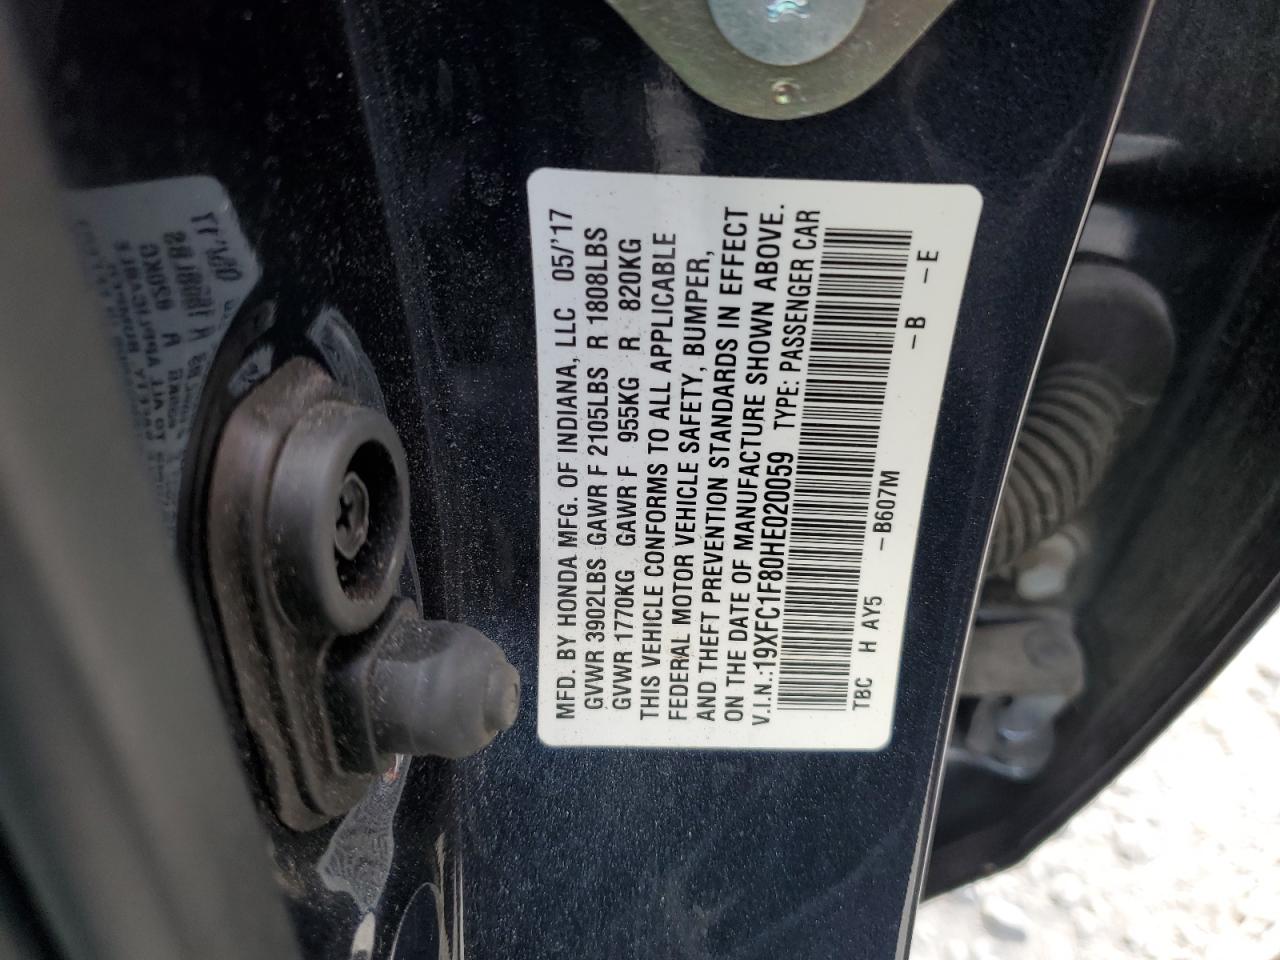 MFD. BY HONDA MFG. OF INDIANA, LLC 05/'17
GVWR 3902LBS GAWR F 2105LBS R 1808LBS
GVWR 1770KG GAWR F 955KG R 820KG
THIS VEHICLE CONFORMS TO ALL APPLICABLE
FEDERAL MOTOR VEHICLE SAFETY, BUMPER,
AND THEFT PREVENTION STANDARDS IN EFFECT
ON THE DATE OF MANUFACTURE SHOWN ABOVE.
V.I.N.:19XFC1F80HE020059 TYPE: PASSENGER CAR
TBC H AY5 -B607M -B -E